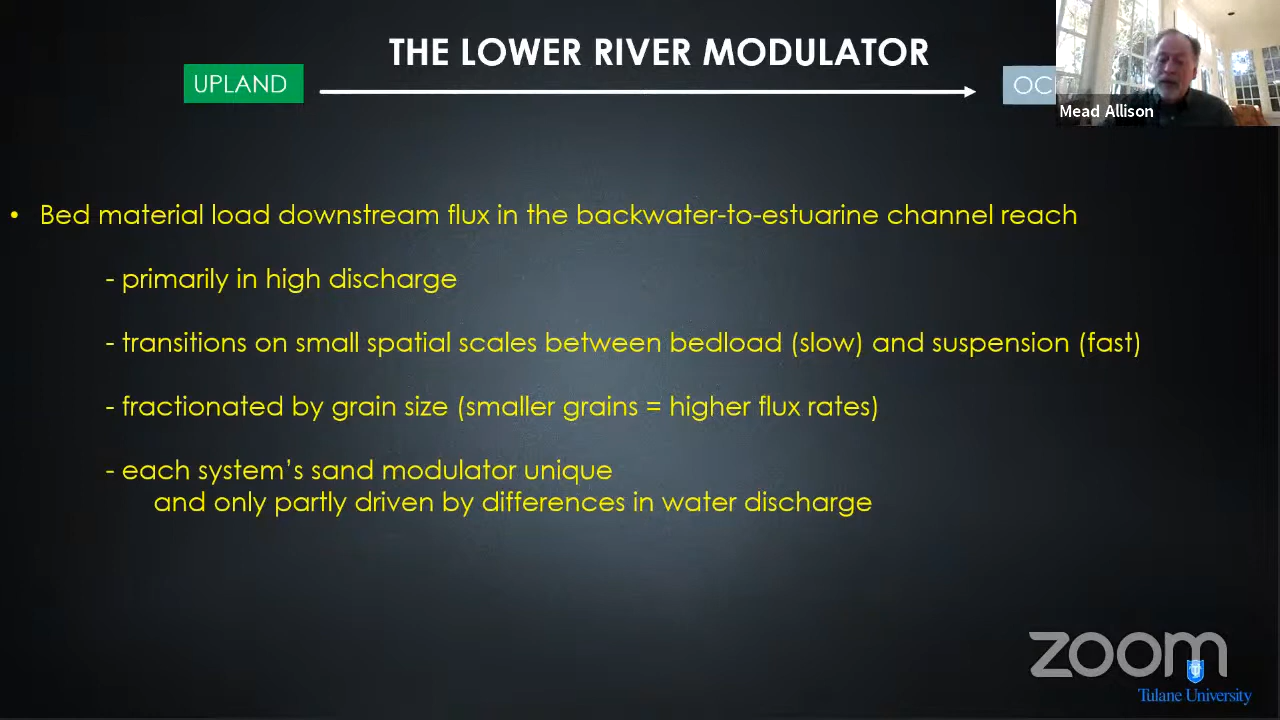 THE LOWER RIVER MODULATOR
UPLAND
OC
Mead Allison
• Bed material load downstream flux in the backwater-to-estuarine channel reach
- primarily in high discharge
- transitions on small spatial scales between bedload (slow) and suspension (fast)
- fractionated by grain size (smaller grains = higher flux rates)
- each system's sand modulator unique
and only partly driven by differences in water discharge
zoom
Tulane University